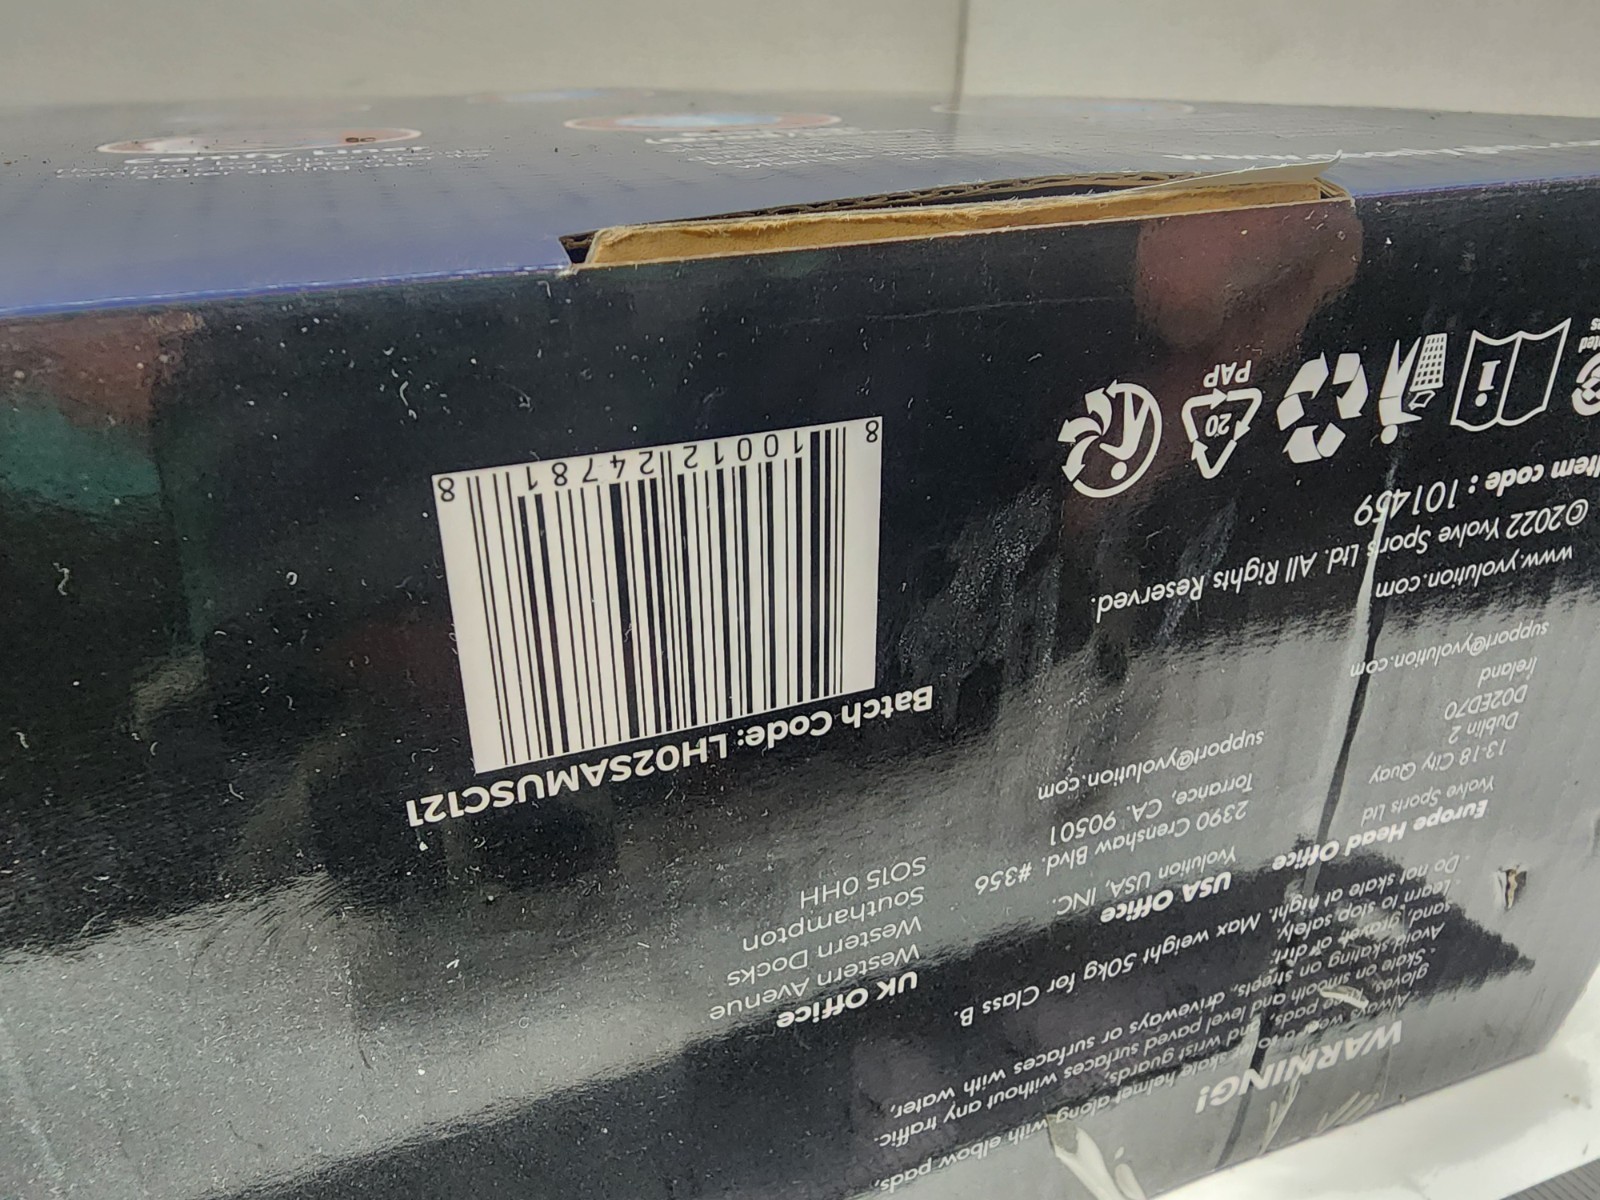 WARNING!
Always wear a skate helmet along with elbow pads,
gloves, knee pads, and wrist guards.
· Skate on smooth and level paved surfaces without any traffic.
· Avoid skating on streets, driveways or surfaces with water,
sand, gravel, or dirt.
· Learn to stop safely.
· Do not skate at night. Max weight 50kg for Class B.
Europe Head Office
Yvolve Sports Ltd
13-18 City Quay
Dublin 2
D02ED70
Ireland
support@yvolution.com
USA Office
Yvolution USA, INC.
2390 Crenshaw Blvd. #356
Torrance, CA. 90501
support@yvolution.com
UK Office
Western Avenue
Western Docks
Southampton
SO15 0HH
www.yvolution.com
©2022 Yvolve Sports Ltd. All Rights Reserved.
Item code : 101459
20
PAP
Batch Code: LH02SAMUSC121
8 10012 24781 8